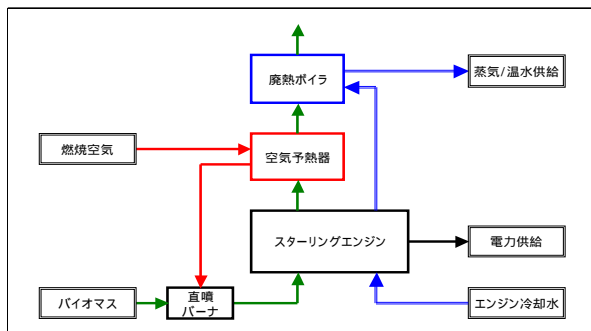 廃熱ボイラ
蒸気/温水供給
燃焼空気
空気予熱器
スターリングエンジン
電力供給
バイオマス
直噴
バーナ
エンジン冷却水